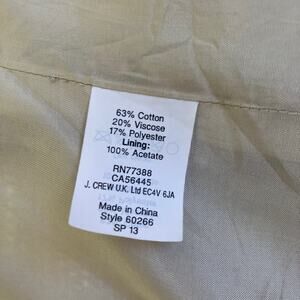 63% Cotton
20% Viscose
17% Polyester
Lining:
100% Acetate
RN77388
CA56445
J. CREW U.K. Ltd EC4V 6JA
Made in China
Style 60266
SP 13